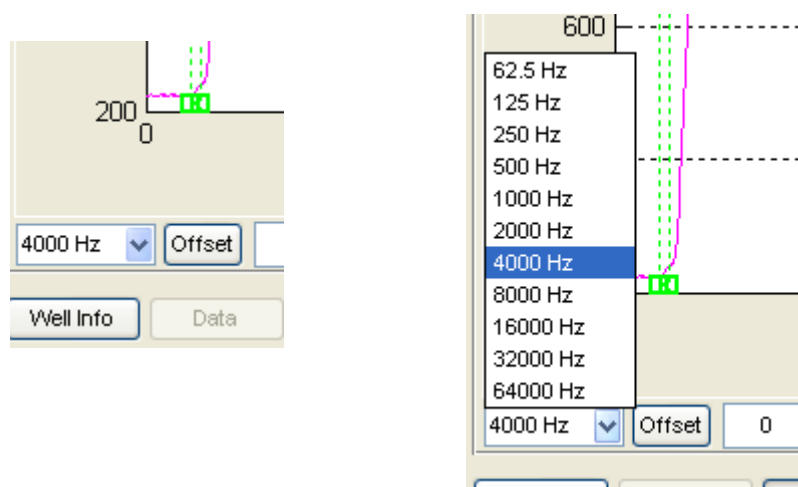 200
0
4000 Hz Offset
Well Info Data
600
62.5 Hz
125 Hz
250 Hz
500 Hz
1000 Hz
2000 Hz
4000 Hz
8000 Hz
16000 Hz
32000 Hz
64000 Hz
4000 Hz Offset 0